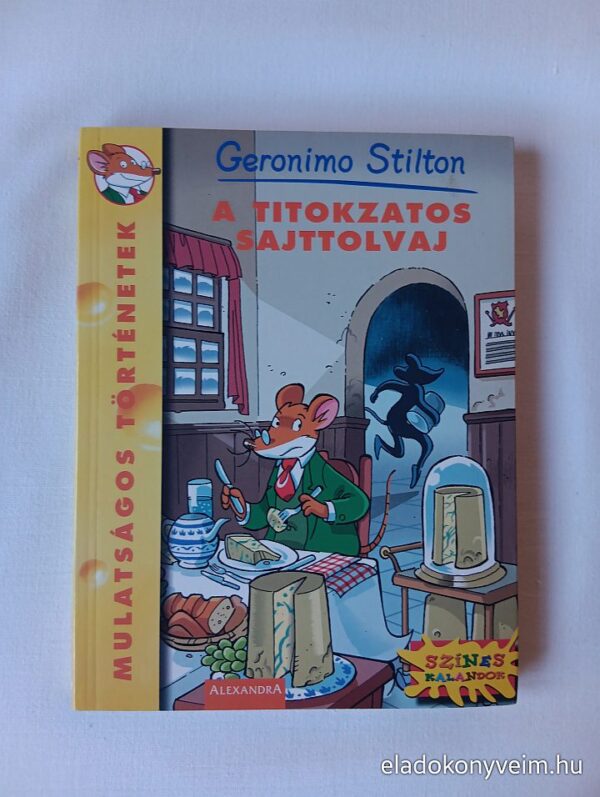 Geronimo Stilton
A TITOKZATOS
SAJTTOLVAJ
MULATSÁGOS TÖRTÉNETEK
SZÍNES
KALANDOK
ALEXANDRA
eladokonyveim.hu